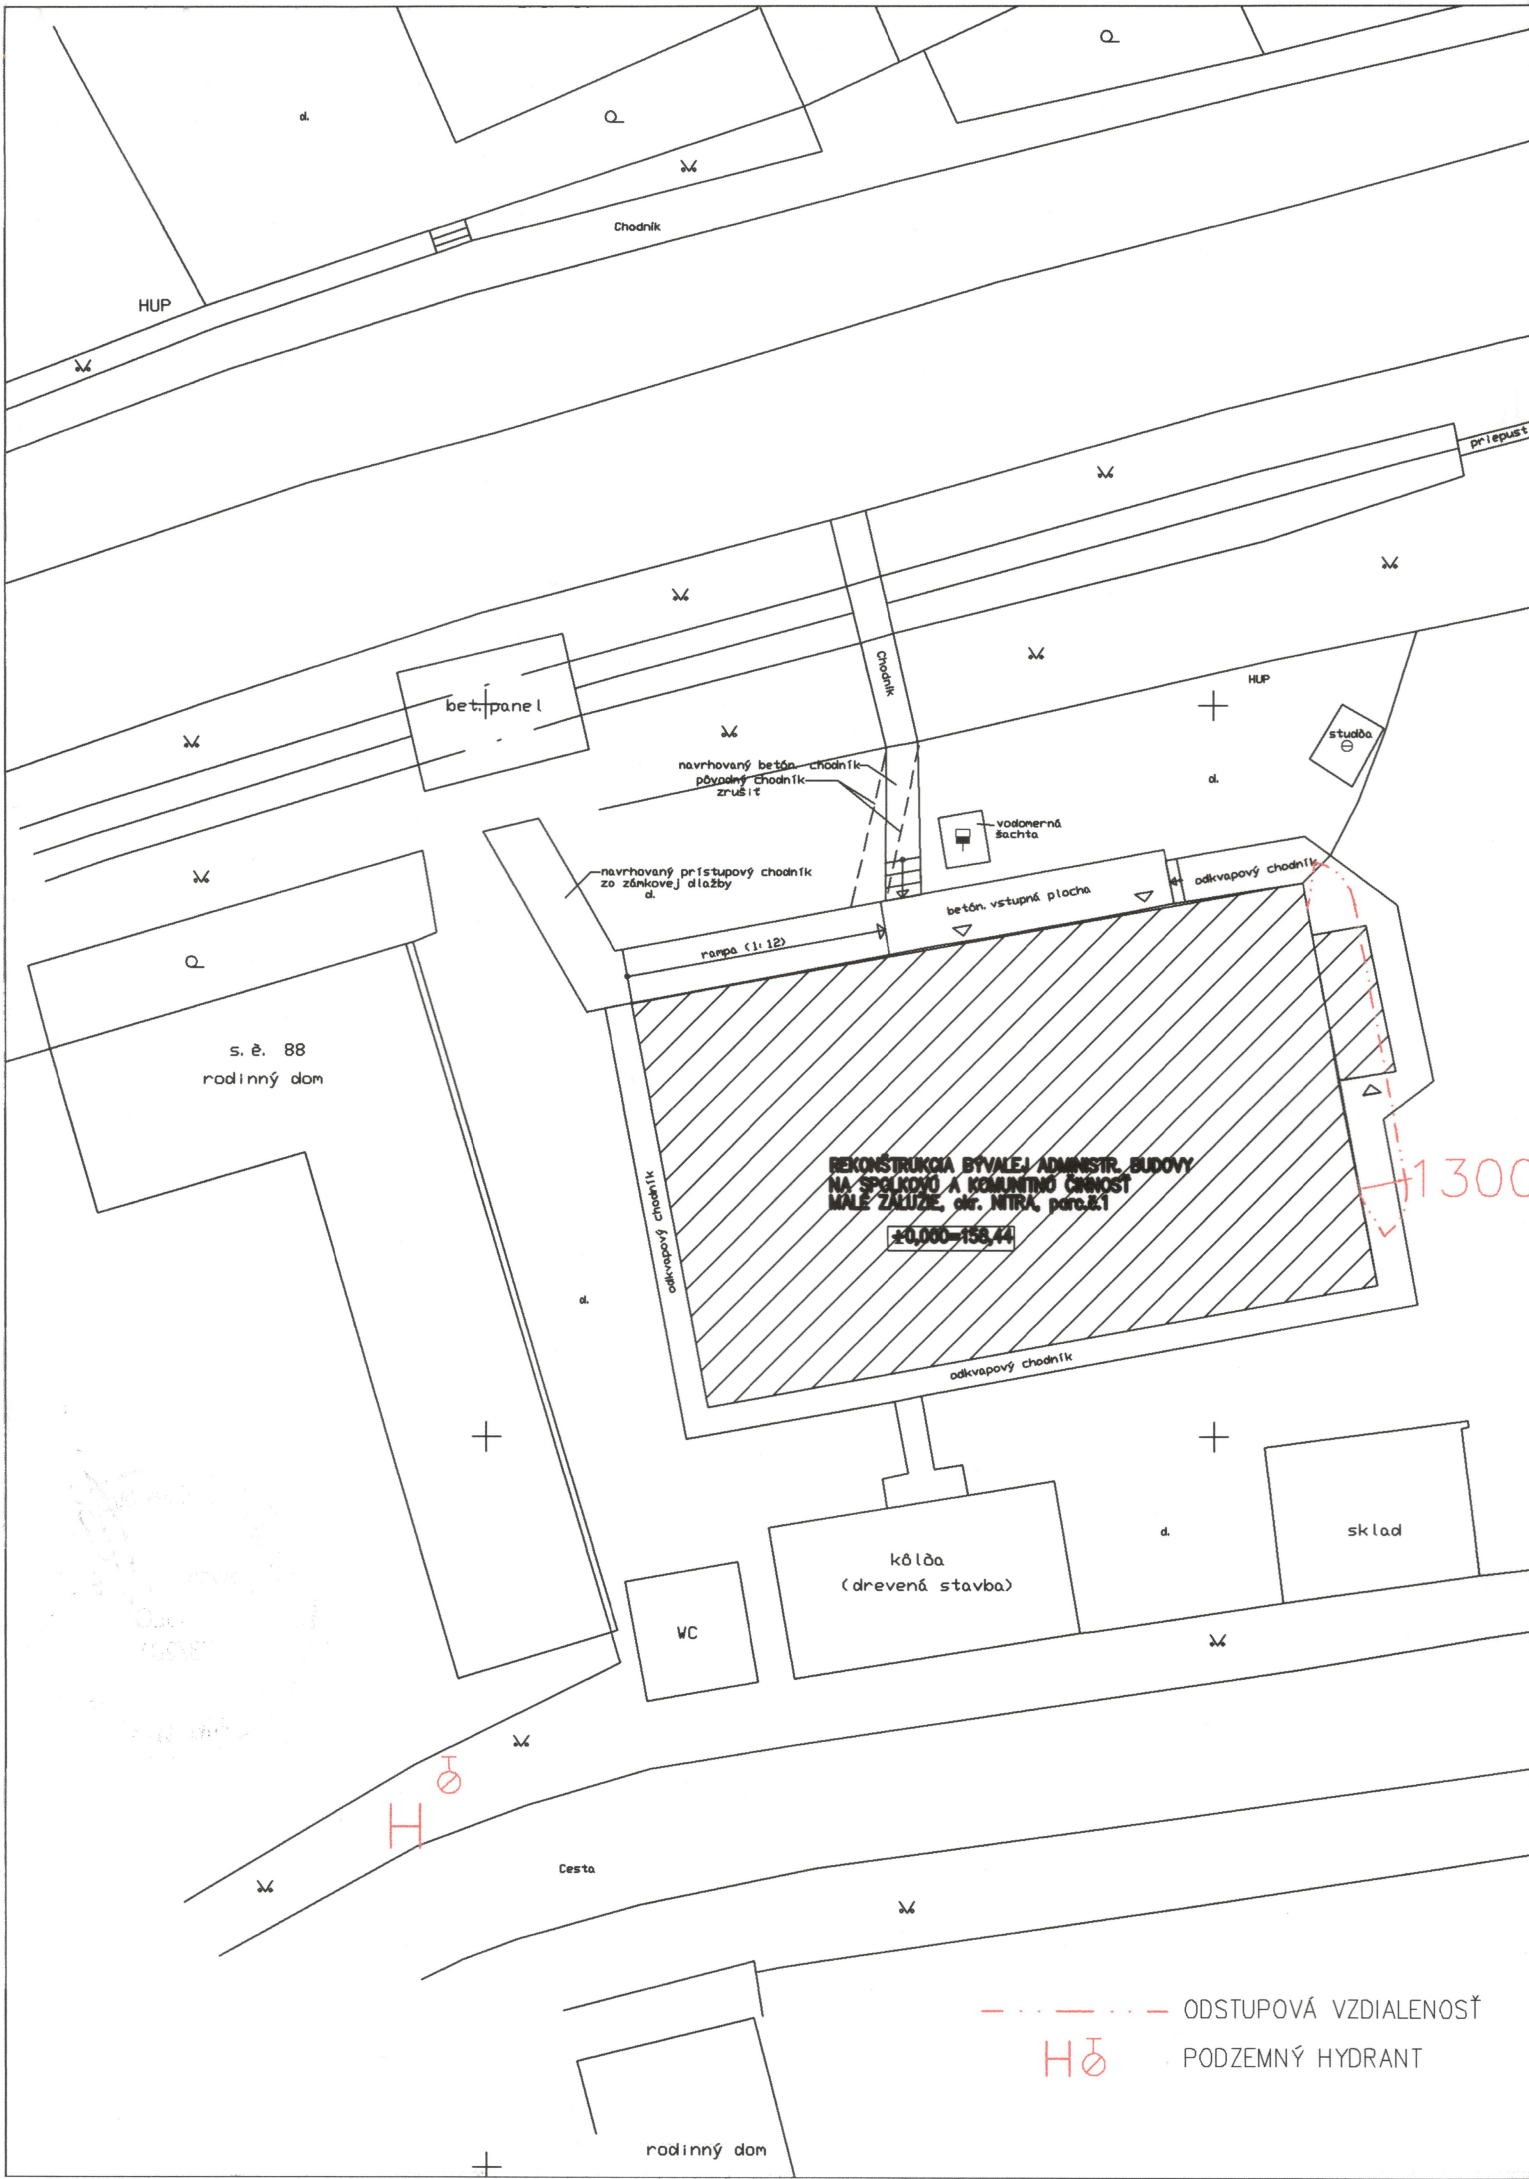 d.
Chodník
HUP
priepust
Chodník
HUP
bet. panel
studòa
d.
navrhovaný betón. chodník
pôvodný chodník
zrušiť
vodomerná
šachta
navrhovaný prístupový chodník
zo zámkovej dlažby
d.
odkvapový chodník
betón. vstupná plocha
rampa (1:12)
s. è. 88
rodinný dom
REKONŠTRUKCIA BÝVALEJ ADMINISTR. BUDOVY
NA SPOLKOVÚ A KOMUNITNÚ ČINNOSŤ
MALÉ ZÁLUŽIE, okr. NITRA, parc.č.1
±0,000=158,44
1300
odkvapový chodník
d.
odkvapový chodník
d.
sklad
kôlòa
(drevená stavba)
WC
H
Cesta
ODSTUPOVÁ VZDIALENOSŤ
H PODZEMNÝ HYDRANT
rodinný dom